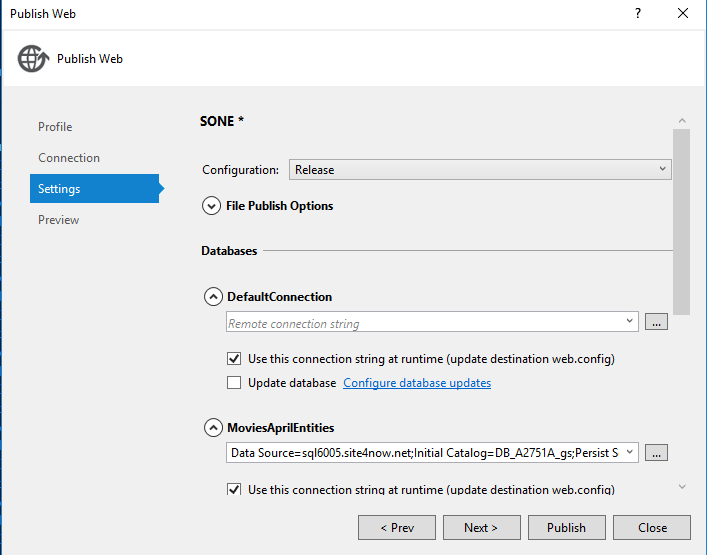 Publish Web
?
Publish Web
Profile
Connection
Settings
Preview
SONE *
Configuration: Release
File Publish Options
Databases
DefaultConnection
Remote connection string
...
Use this connection string at runtime (update destination web.config)
Update database Configure database updates
MoviesAprilEntities
Data Source=sql6005.site4now.net;Initial Catalog=DB_A2751A_gs;Persist S
...
Use this connection string at runtime (update destination web.config)
< Prev Next > Publish Close